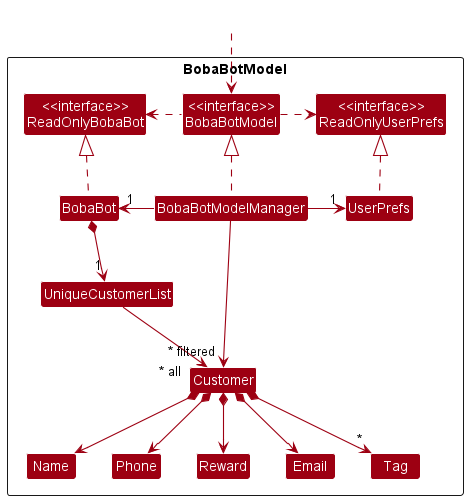 BobaBotModel
<<interface>>
ReadOnlyBobaBot
<<interface>>
BobaBotModel
<<interface>>
ReadOnlyUserPrefs
BobaBot
1
BobaBotModelManager
1
UserPrefs
1
UniqueCustomerList
* filtered
* all
Customer
*
Name
Phone
Reward
Email
Tag